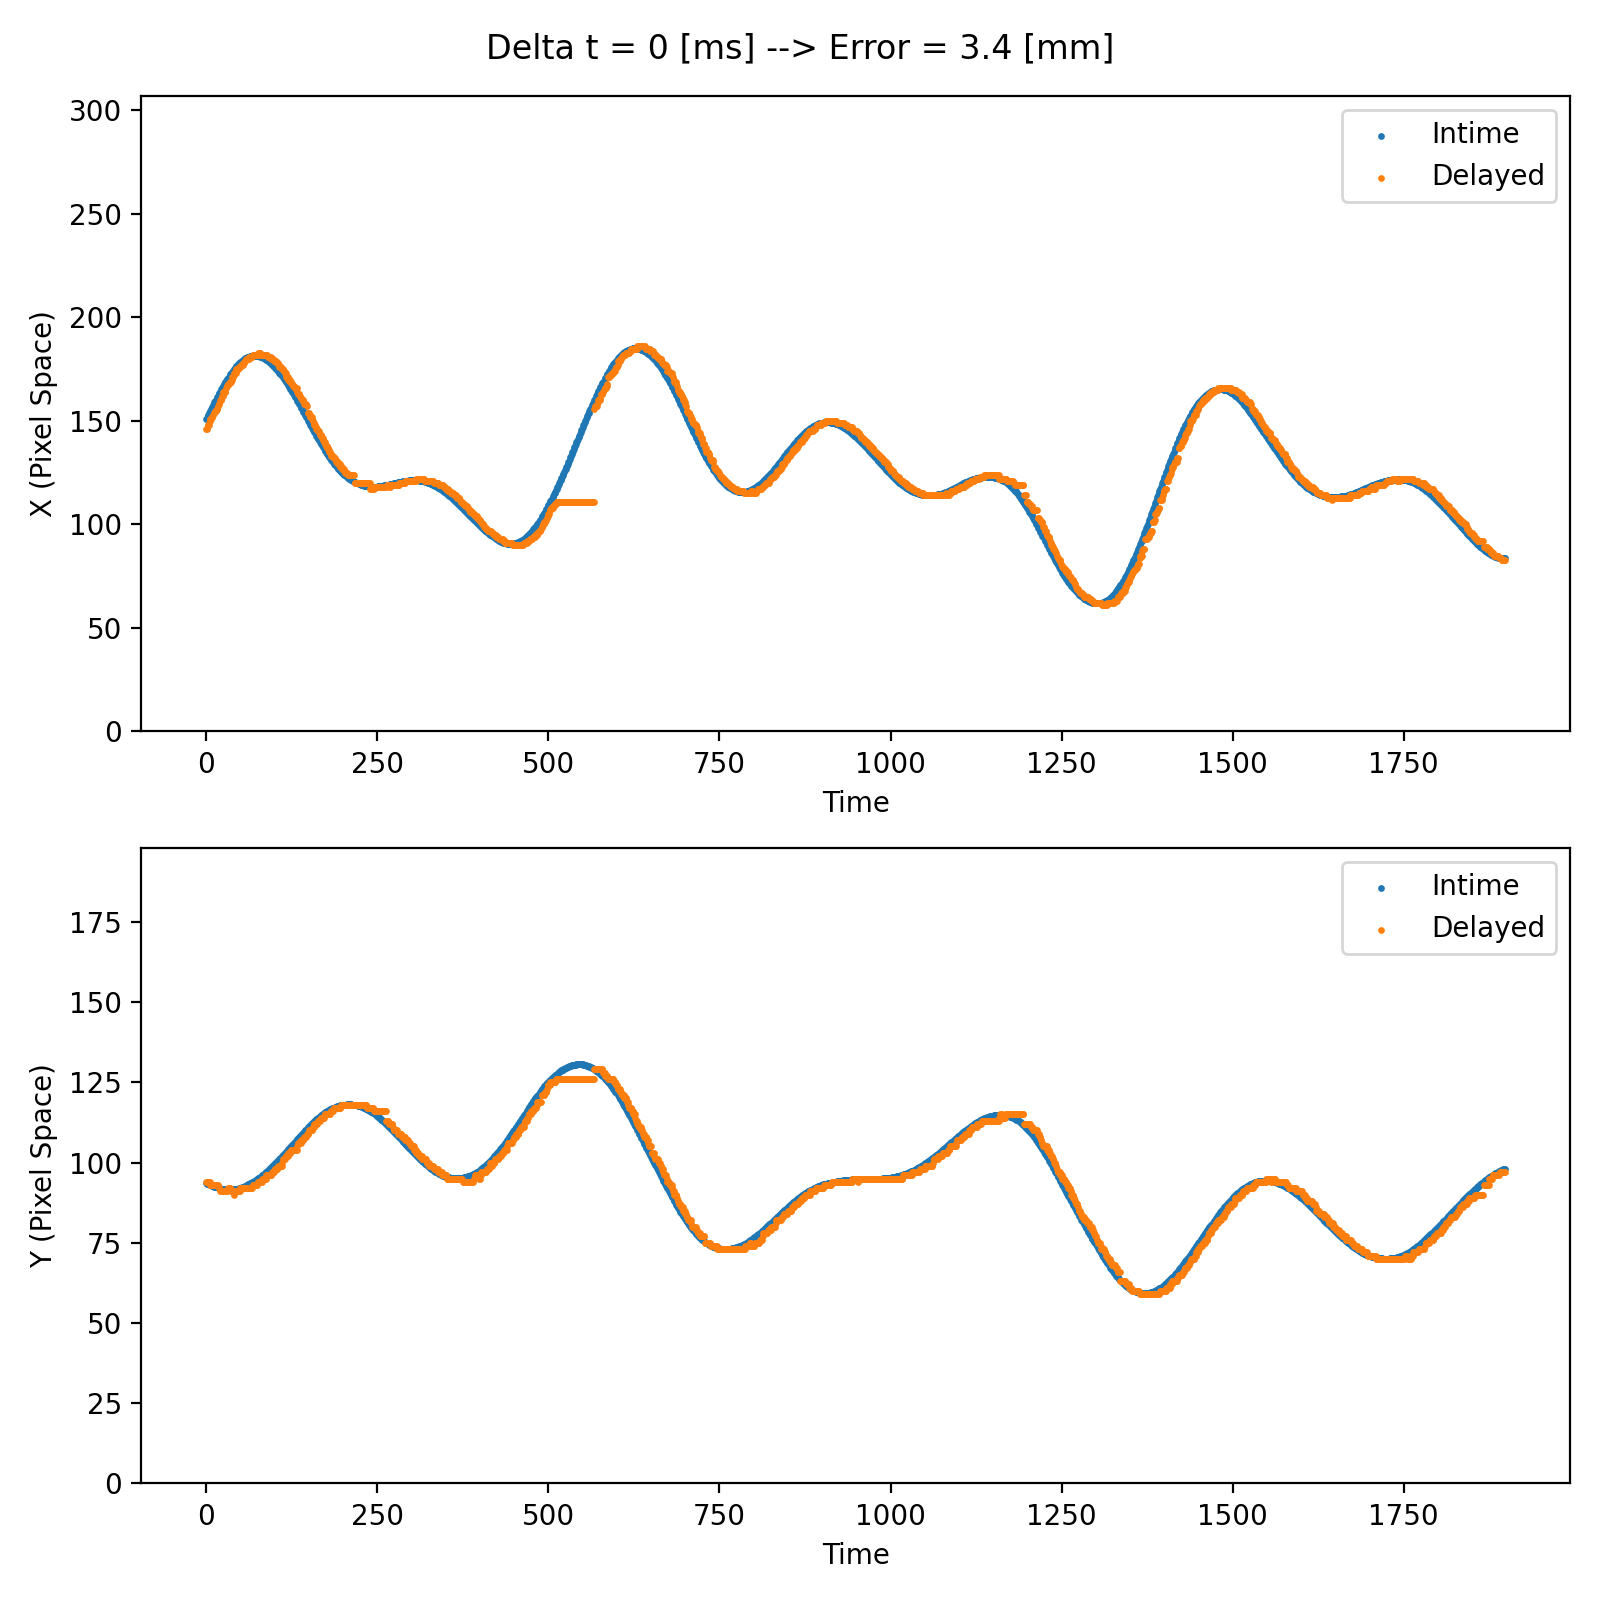 Delta t = 0 [ms] --> Error = 3.4 [mm]
300
250
200
150
100
50
0
X (Pixel Space)
Intime
Delayed
0 250 500 750 1000 1250 1500 1750
Time
175
150
125
100
75
50
25
0
Y (Pixel Space)
Intime
Delayed
0 250 500 750 1000 1250 1500 1750
Time